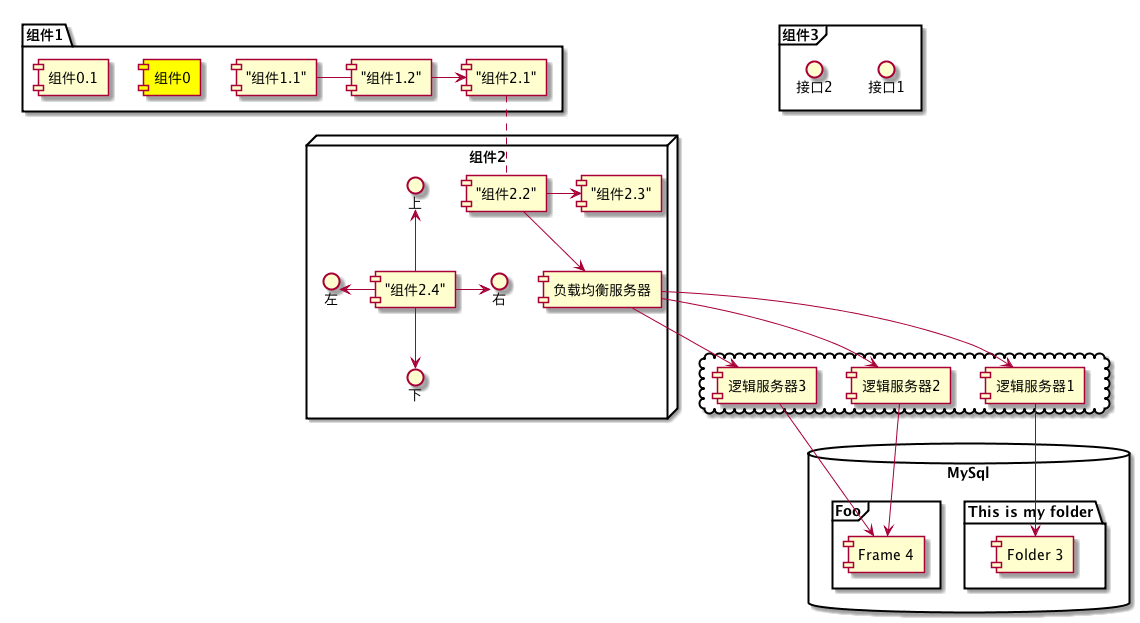 组件1
组件0.1
组件0
"组件1.1"
"组件1.2"
"组件2.1"
组件3
接口2
接口1
组件2
上
"组件2.2"
"组件2.3"
左
"组件2.4"
右
负载均衡服务器
下
逻辑服务器3
逻辑服务器2
逻辑服务器1
MySql
Foo
This is my folder
Frame 4
Folder 3